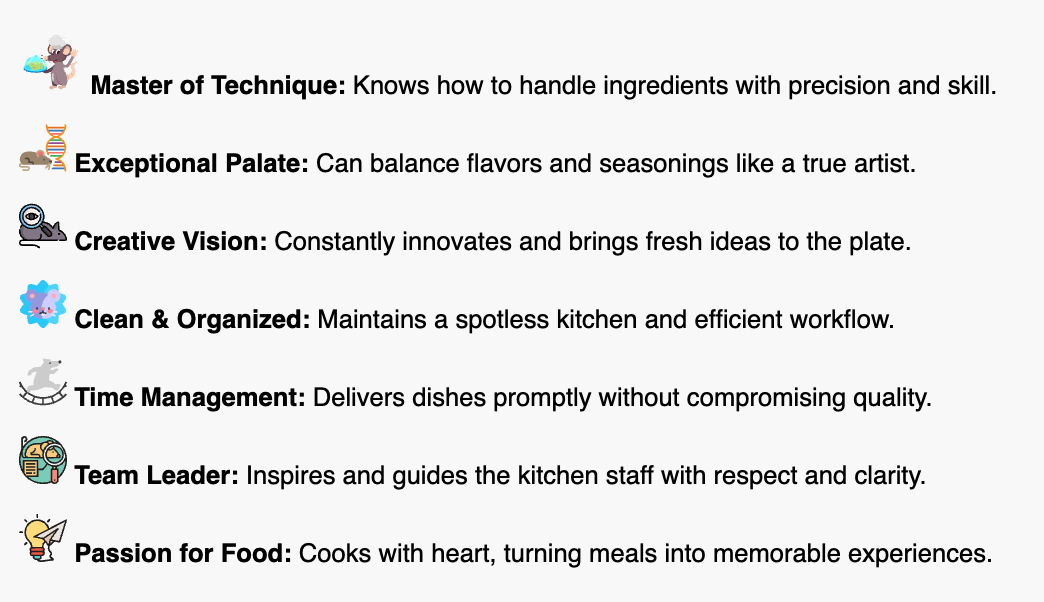 Master of Technique: Knows how to handle ingredients with precision and skill.
Exceptional Palate: Can balance flavors and seasonings like a true artist.
Creative Vision: Constantly innovates and brings fresh ideas to the plate.
Clean & Organized: Maintains a spotless kitchen and efficient workflow.
Time Management: Delivers dishes promptly without compromising quality.
Team Leader: Inspires and guides the kitchen staff with respect and clarity.
Passion for Food: Cooks with heart, turning meals into memorable experiences.